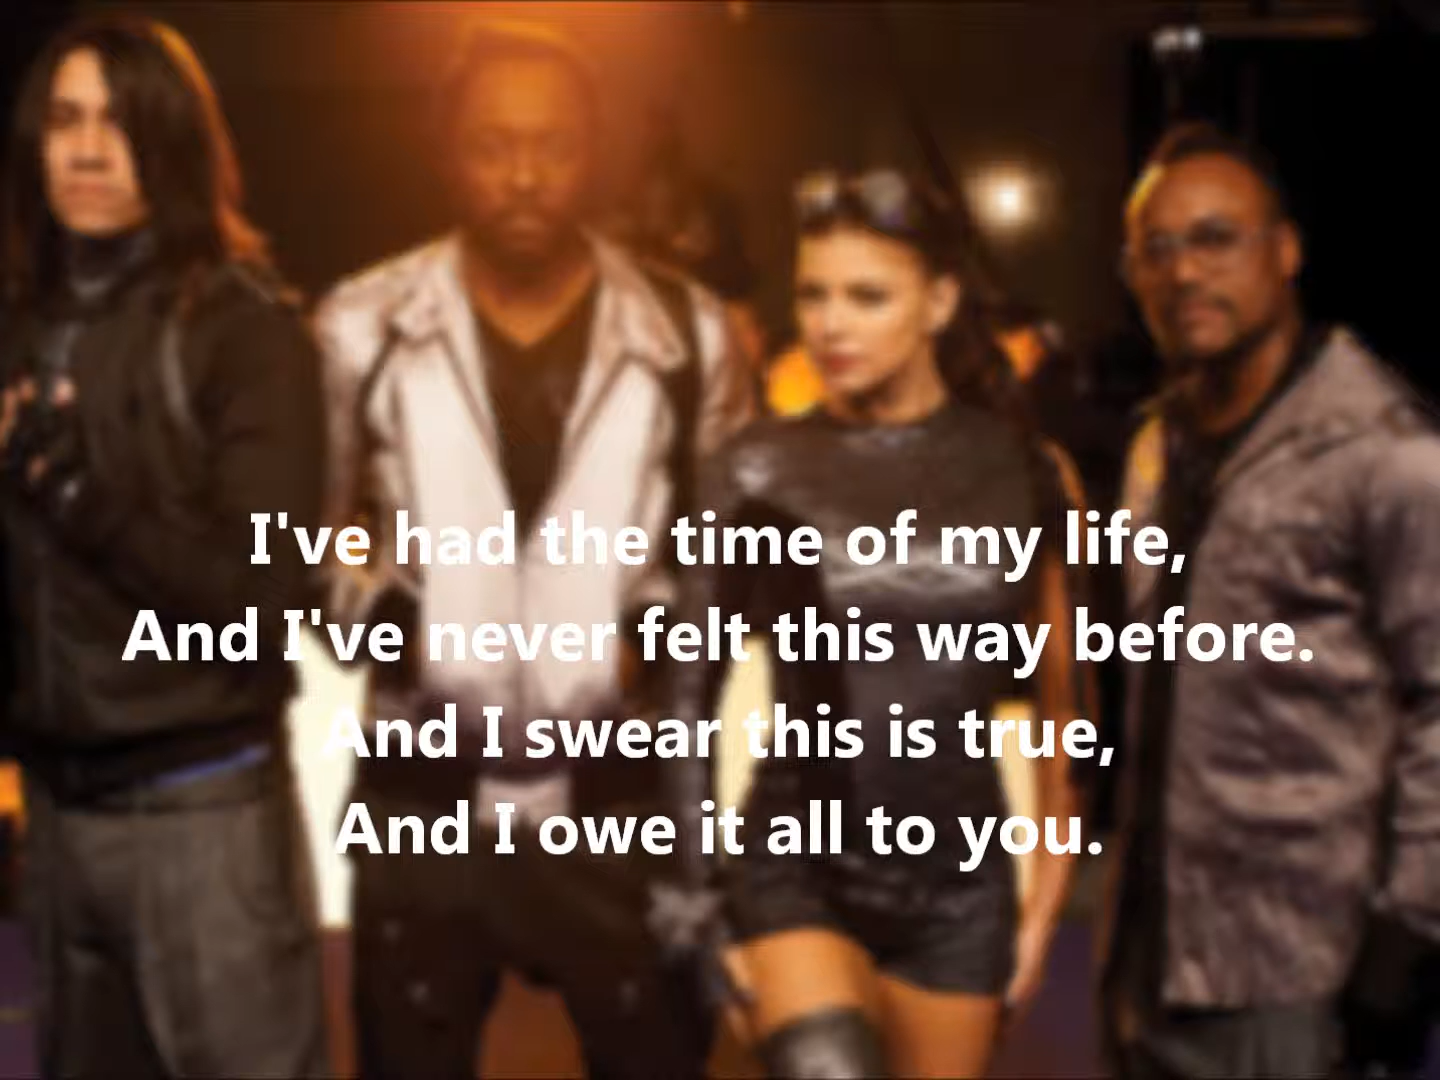 I've had the time of my life,
And I've never felt this way before.
And I swear this is true,
And I owe it all to you.